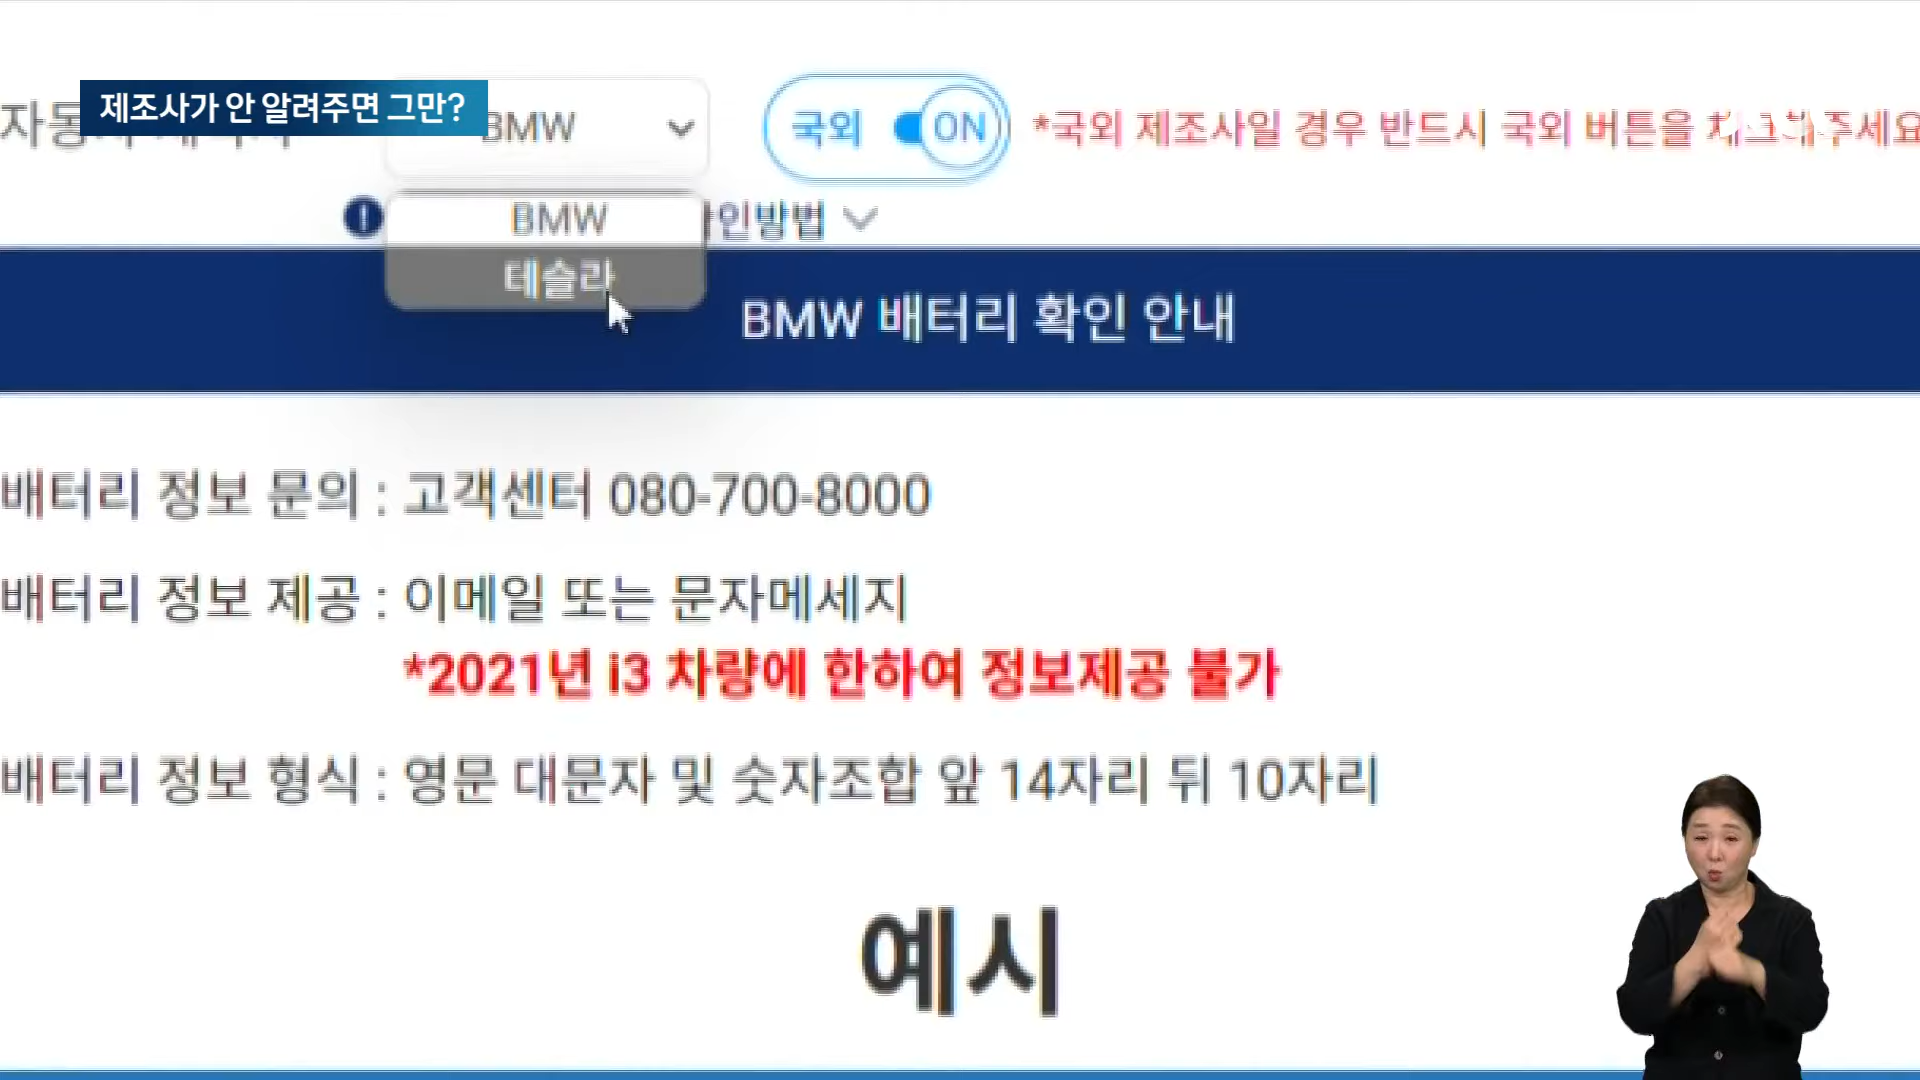 제조사가 안 알려주면 그만?
BMW
국외 ON
*국외 제조사일 경우 반드시 국외 버튼을
BMW
테슬라
BMW 배터리 확인 안내
배터리 정보 문의 : 고객센터 080-700-8000
배터리 정보 제공 : 이메일 또는 문자메세지
*2021년 i3 차량에 한하여 정보제공 불가
배터리 정보 형식 : 영문 대문자 및 숫자조합 앞 14자리 뒤 10자리
예시